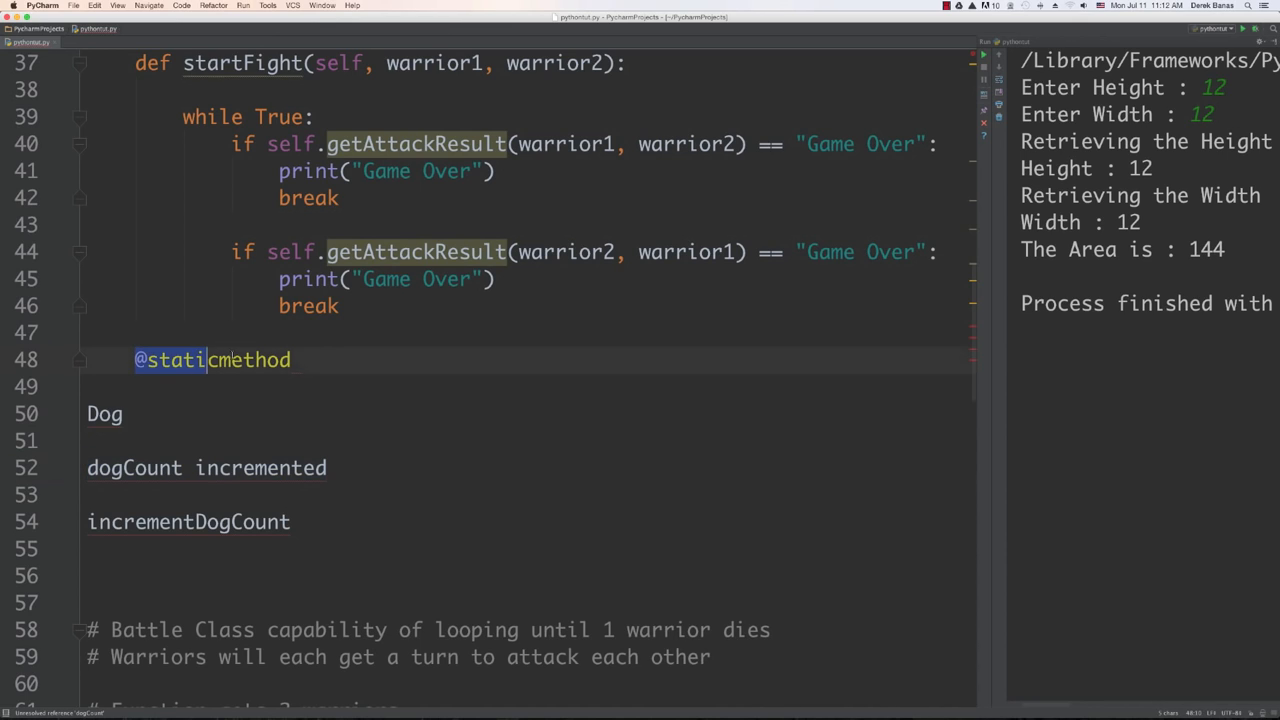 PyCharm File Edit View Navigate Code Refactor Run Tools VCS Window Help
10 Mon Jul 11 11:12 AM Derek Banas
pythontut.py - PycharmProjects - [~/PycharmProjects]
PycharmProjects pythontut.py pythontut
pythontut.py
Run pythontut
37 def startFight(self, warrior1, warrior2):
38
39 while True:
40 if self.getAttackResult(warrior1, warrior2) == "Game Over":
41 print("Game Over")
42 break
43
44 if self.getAttackResult(warrior2, warrior1) == "Game Over":
45 print("Game Over")
46 break
47
48 @staticmethod
49
50 Dog
51
52 dogCount incremented
53
54 incrementDogCount
55
56
57
58 # Battle Class capability of looping until 1 warrior dies
59 # Warriors will each get a turn to attack each other
60
/Library/Frameworks/Py
Enter Height : 12
Enter Width : 12
Retrieving the Height
Height : 12
Retrieving the Width
Width : 12
The Area is : 144
Process finished with
Unresolved reference 'dogCount'
5 chars 48:10 LF‡ UTF-8‡